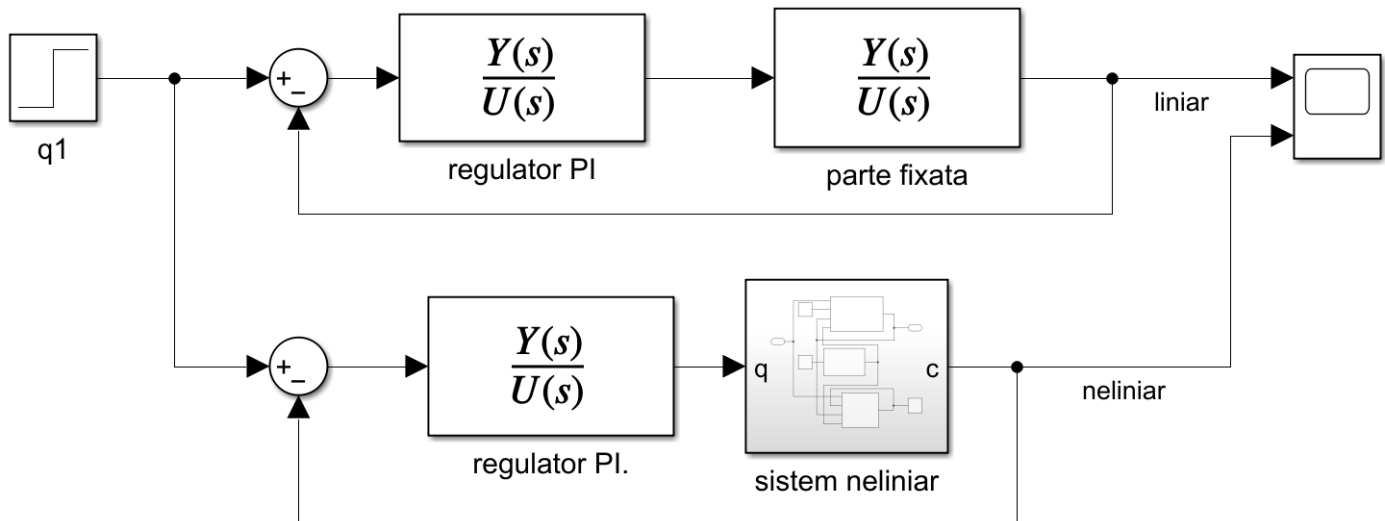 q1
+
−
Y(s)
U(s)
regulator PI
Y(s)
U(s)
parte fixata
liniar
+
−
Y(s)
U(s)
regulator PI.
q
c
sistem neliniar
neliniar